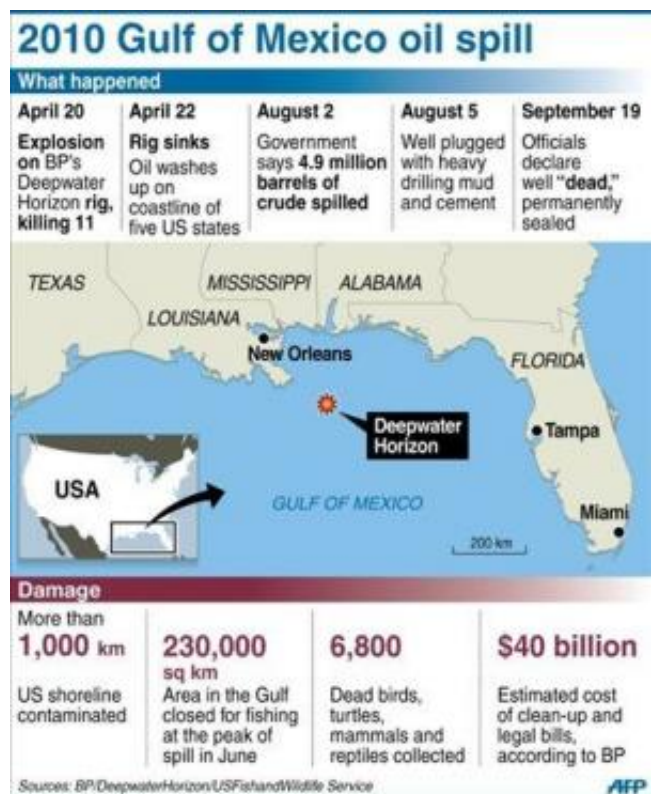 2010 Gulf of Mexico oil spill
What happened
April 20
Explosion
on BP's
Deepwater
Horizon rig,
killing 11
April 22
Rig sinks
Oil washes
up on
coastline of
five US states
August 2
Government
says 4.9 million
barrels of
crude spilled
August 5
Well plugged
with heavy
drilling mud
and cement
September 19
Officials
declare
well “dead,”
permanently
sealed
TEXAS
MISSISSIPPI
ALABAMA
LOUISIANA
New Orleans
FLORIDA
Deepwater
Horizon
Tampa
USA
GULF OF MEXICO
Miami
200 km
Damage
More than
1,000 km
US shoreline
contaminated
230,000
sq km
Area in the Gulf
closed for fishing
at the peak of
spill in June
6,800
Dead birds,
turtles,
mammals and
reptiles collected
$40 billion
Estimated cost
of clean-up and
legal bills,
according to BP
Sources: BP/DeepwaterHorizon/USFishandWildlife Service
AFP